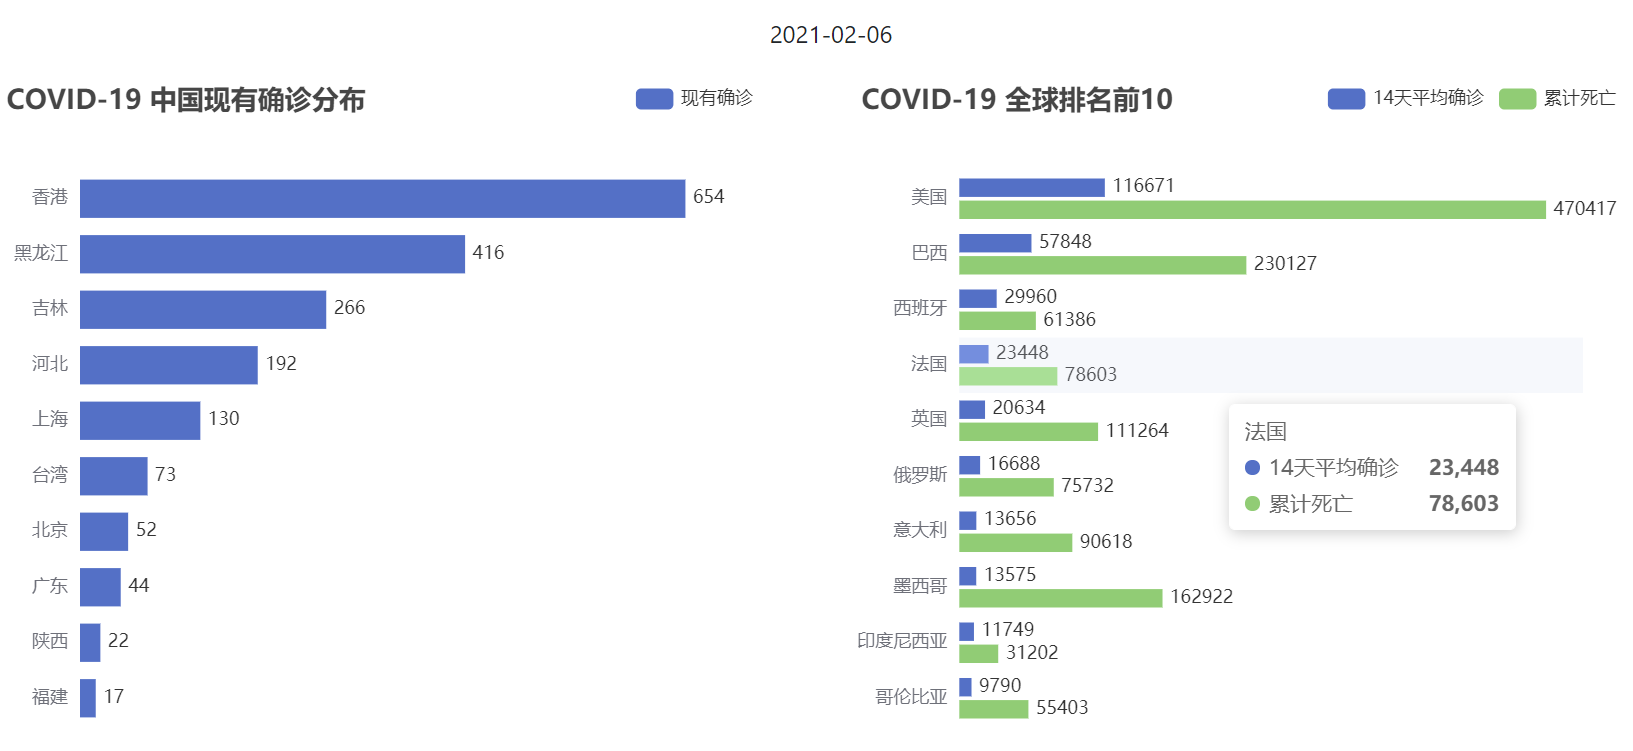 2021-02-06
COVID-19 中国现有确诊分布
现有确诊
香港 654
黑龙江 416
吉林 266
河北 192
上海 130
台湾 73
北京 52
广东 44
陕西 22
福建 17
COVID-19 全球排名前10
14天平均确诊 累计死亡
美国 116671
470417
巴西 57848
230127
西班牙 29960
61386
法国 23448
78603
英国 20634
111264
俄罗斯 16688
75732
意大利 13656
90618
墨西哥 13575
162922
印度尼西亚 11749
31202
哥伦比亚 9790
55403
法国
14天平均确诊 23,448
累计死亡 78,603